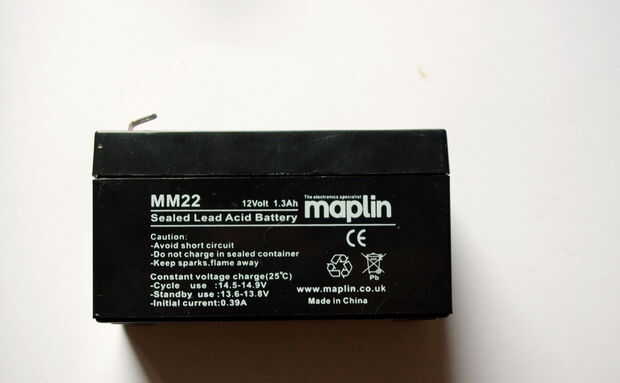 MM22 12Volt 1.3Ah
Sealed Lead Acid Battery
The electronics specialist
maplin
Caution:
-Avoid short circuit
-Do not charge in sealed container
-Keep sparks,flame away
CE
Constant voltage charge(25℃)
-Cycle use :14.5-14.9V
-Standby use :13.6-13.8V
-Initial current:0.39A
Pb
www.maplin.co.uk
Made in China